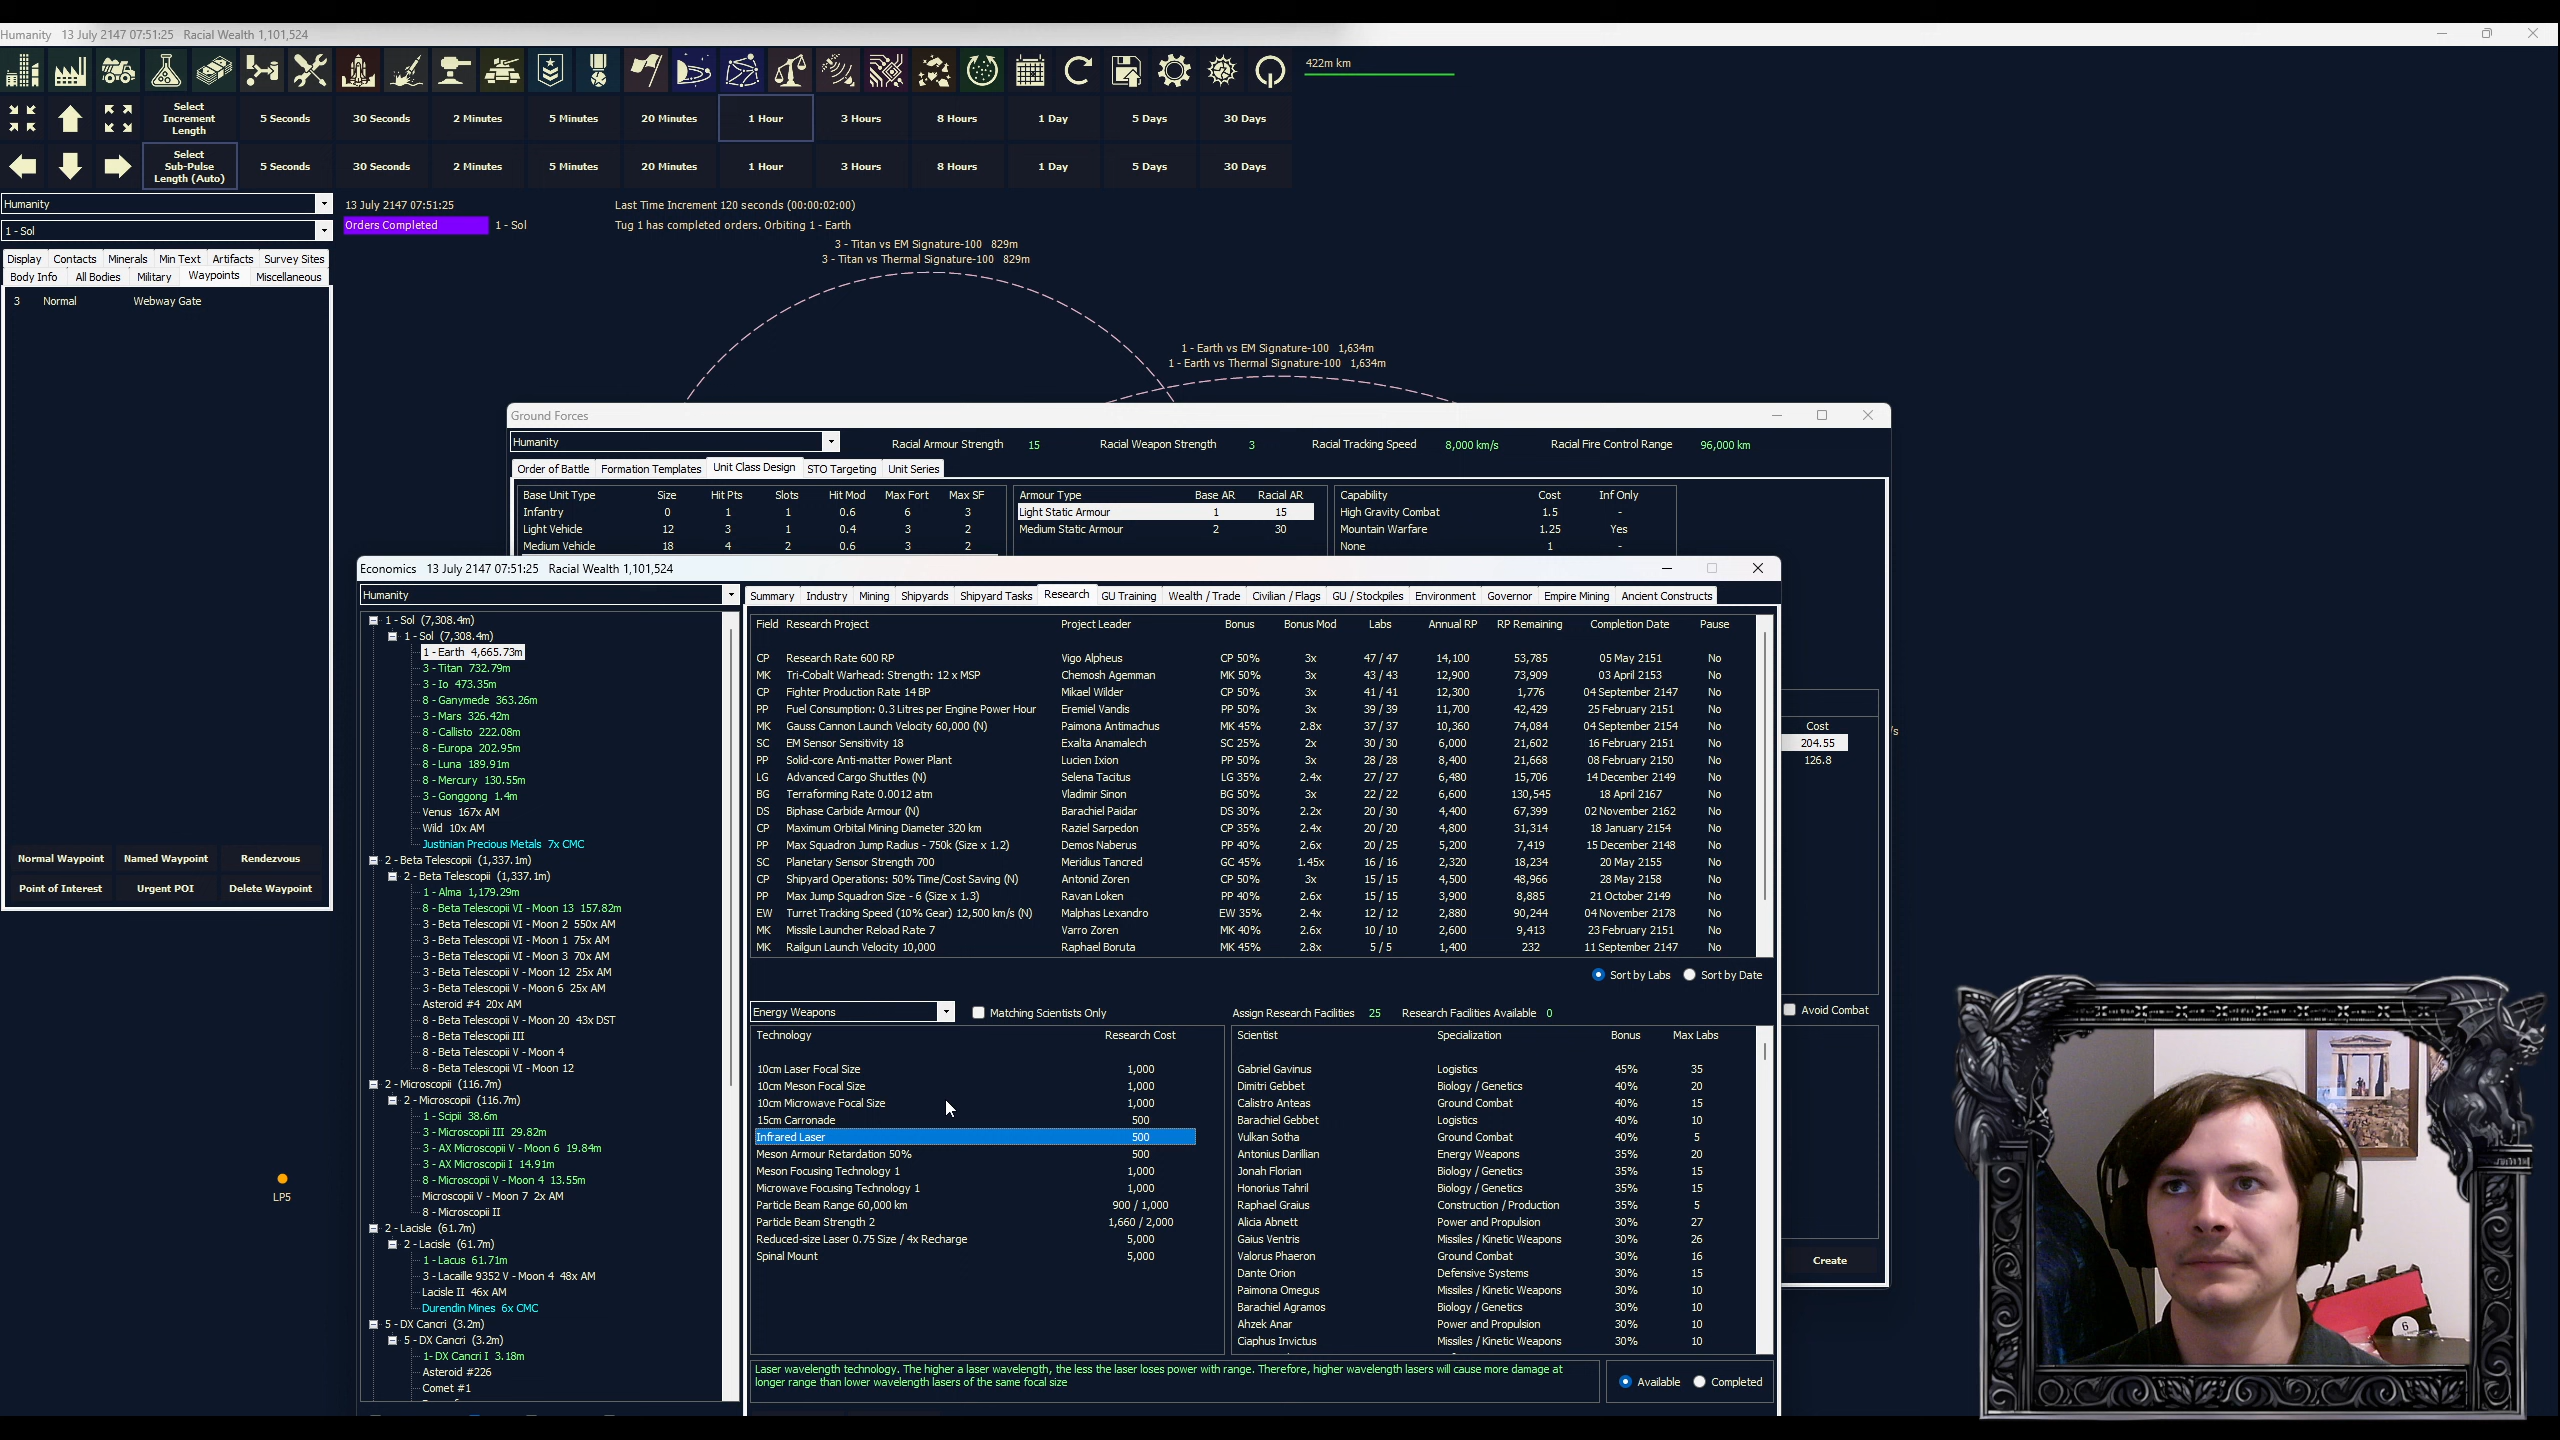 Humanity 13 July 2147 07:51:25 Racial Wealth 1,101,524
422m km
Select Increment Length 5 Seconds 30 Seconds 2 Minutes 5 Minutes 20 Minutes 1 Hour 3 Hours 8 Hours 1 Day 5 Days 30 Days
Select Sub-Pulse Length (Auto) 5 Seconds 30 Seconds 2 Minutes 5 Minutes 20 Minutes 1 Hour 3 Hours 8 Hours 1 Day 5 Days 30 Days
Humanity
1 - Sol
13 July 2147 07:51:25 Last Time Increment 120 seconds (00:00:02:00)
Orders Completed 1 - Sol Tug 1 has completed orders. Orbiting 1 - Earth
3 - Titan vs EM Signature-100 829m
3 - Titan vs Thermal Signature-100 829m
1 - Earth vs EM Signature-100 1,634m
1 - Earth vs Thermal Signature-100 1,634m
Display Contacts Minerals Min Text Artifacts Survey Sites
Body Info All Bodies Military Waypoints Miscellaneous
3 Normal Webway Gate
Normal Waypoint Named Waypoint Rendezvous
Point of Interest Urgent POI Delete Waypoint
LP5
Ground Forces
Humanity Racial Armour Strength 15 Racial Weapon Strength 3 Racial Tracking Speed 8,000 km/s Racial Fire Control Range 96,000 km
Order of Battle Formation Templates Unit Class Design STO Targeting Unit Series
Base Unit Type Size Hit Pts Slots Hit Mod Max Fort Max SF
Infantry 0 1 1 0.6 6 3
Light Vehicle 12 3 1 0.4 3 2
Medium Vehicle 18 4 2 0.6 3 2
Armour Type Base AR Racial AR
Light Static Armour 1 15
Medium Static Armour 2 30
Capability Cost Inf Only
High Gravity Combat 1.5 -
Mountain Warfare 1.25 Yes
None 1 -
Cost
204.55
126.8
Avoid Combat
Create
Economics 13 July 2147 07:51:25 Racial Wealth 1,101,524
Humanity
Summary Industry Mining Shipyards Shipyard Tasks Research GU Training Wealth / Trade Civilian / Flags GU / Stockpiles Environment Governor Empire Mining Ancient Constructs
1 - Sol (7,308.4m)
1 - Sol (7,308.4m)
1 - Earth 4,665.73m
3 - Titan 732.79m
3 - Io 473.35m
8 - Ganymede 363.26m
3 - Mars 326.42m
8 - Callisto 222.08m
8 - Europa 202.95m
8 - Luna 189.91m
8 - Mercury 130.55m
3 - Gonggong 1.4m
Venus 167x AM
Wild 10x AM
Justinian Precious Metals 7x CMC
2 - Beta Telescopii (1,337.1m)
2 - Beta Telescopii (1,337.1m)
1 - Alma 1,179.29m
8 - Beta Telescopii VI - Moon 13 157.82m
3 - Beta Telescopii VI - Moon 2 550x AM
3 - Beta Telescopii VI - Moon 1 75x AM
3 - Beta Telescopii VI - Moon 3 70x AM
3 - Beta Telescopii V - Moon 12 25x AM
3 - Beta Telescopii V - Moon 6 25x AM
Asteroid #4 20x AM
8 - Beta Telescopii V - Moon 20 43x DST
8 - Beta Telescopii III
8 - Beta Telescopii V - Moon 4
8 - Beta Telescopii VI - Moon 12
2 - Microscopii (116.7m)
2 - Microscopii (116.7m)
1 - Scipii 38.6m
3 - Microscopii III 29.82m
3 - AX Microscopii V - Moon 6 19.84m
3 - AX Microscopii I 14.91m
8 - Microscopii V - Moon 4 13.55m
Microscopii V - Moon 7 2x AM
8 - Microscopii II
2 - Lacisle (61.7m)
2 - Lacisle (61.7m)
1 - Lacus 61.71m
3 - Lacaille 9352 V - Moon 4 48x AM
Lacisle II 46x AM
Durendin Mines 6x CMC
5 - DX Cancri (3.2m)
5 - DX Cancri (3.2m)
1 - DX Cancri I 3.18m
Asteroid #226
Comet #1
Field Research Project Project Leader Bonus Bonus Mod Labs Annual RP RP Remaining Completion Date Pause
CP Research Rate 600 RP Vigo Alpheus CP 50% 3x 47 / 47 14,100 53,785 05 May 2151 No
MK Tri-Cobalt Warhead: Strength: 12 x MSP Chemosh Agemman MK 50% 3x 43 / 43 12,900 73,909 03 April 2153 No
CP Fighter Production Rate 14 BP Mikael Wilder CP 50% 3x 41 / 41 12,300 1,776 04 September 2147 No
PP Fuel Consumption: 0.3 Litres per Engine Power Hour Eremiel Vandis PP 50% 3x 39 / 39 11,700 42,429 25 February 2151 No
MK Gauss Cannon Launch Velocity 60,000 (N) Paimona Antimachus MK 45% 2.8x 37 / 37 10,360 74,084 04 September 2154 No
SC EM Sensor Sensitivity 18 Exalta Anamalech SC 25% 2x 30 / 30 6,000 21,602 16 February 2151 No
PP Solid-core Anti-matter Power Plant Lucien Ixion PP 50% 3x 28 / 28 8,400 21,668 08 February 2150 No
LG Advanced Cargo Shuttles (N) Selena Tacitus LG 35% 2.4x 27 / 27 6,480 15,706 14 December 2149 No
BG Terraforming Rate 0.0012 atm Vladimir Sinon BG 50% 3x 22 / 22 6,600 130,545 18 April 2167 No
DS Biphase Carbide Armour (N) Barachiel Paidar DS 30% 2.2x 20 / 30 4,400 67,399 02 November 2162 No
CP Maximum Orbital Mining Diameter 320 km Raziel Sarpedon CP 35% 2.4x 20 / 20 4,800 31,314 18 January 2154 No
PP Max Squadron Jump Radius - 750k (Size x 1.2) Demos Naberus PP 40% 2.6x 20 / 25 5,200 7,419 15 December 2148 No
SC Planetary Sensor Strength 700 Meridius Tancred GC 45% 1.45x 16 / 16 2,320 18,234 20 May 2155 No
CP Shipyard Operations: 50% Time/Cost Saving (N) Antonid Zoren CP 50% 3x 15 / 15 4,500 48,966 28 May 2158 No
PP Max Jump Squadron Size - 6 (Size x 1.3) Ravan Loken PP 40% 2.6x 15 / 15 3,900 8,885 21 October 2149 No
EW Turret Tracking Speed (10% Gear) 12,500 km/s (N) Malphas Lexandro EW 35% 2.4x 12 / 12 2,880 90,244 04 November 2178 No
MK Missile Launcher Reload Rate 7 Varro Zoren MK 40% 2.6x 10 / 10 2,600 9,413 23 February 2151 No
MK Railgun Launch Velocity 10,000 Raphael Boruta MK 45% 2.8x 5 / 5 1,400 232 11 September 2147 No
Sort by Labs Sort by Date
Energy Weapons Matching Scientists Only Assign Research Facilities 25 Research Facilities Available 0
Technology Research Cost
10cm Laser Focal Size 1,000
10cm Meson Focal Size 1,000
10cm Microwave Focal Size 1,000
15cm Carronade 500
Infrared Laser 500
Meson Armour Retardation 50% 500
Meson Focusing Technology 1 1,000
Microwave Focusing Technology 1 1,000
Particle Beam Range 60,000 km 900 / 1,000
Particle Beam Strength 2 1,660 / 2,000
Reduced-size Laser 0.75 Size / 4x Recharge 5,000
Spinal Mount 5,000
Scientist Specialization Bonus Max Labs
Gabriel Gavinus Logistics 45% 35
Dimitri Gebbet Biology / Genetics 40% 20
Calistro Anteas Ground Combat 40% 15
Barachiel Gebbet Logistics 40% 10
Vulkan Sotha Ground Combat 40% 5
Antonius Darillian Energy Weapons 35% 20
Jonah Florian Biology / Genetics 35% 15
Honorius Tahril Biology / Genetics 35% 15
Raphael Graius Construction / Production 35% 5
Alicia Abnett Power and Propulsion 30% 27
Gaius Ventris Missiles / Kinetic Weapons 30% 26
Valorus Phaeron Ground Combat 30% 16
Dante Orion Defensive Systems 30% 15
Paimona Omegus Missiles / Kinetic Weapons 30% 10
Barachiel Agramos Biology / Genetics 30% 10
Ahzek Anar Power and Propulsion 30% 10
Ciaphus Invictus Missiles / Kinetic Weapons 30% 10
Laser wavelength technology. The higher a laser wavelength, the less the laser loses power with range. Therefore, higher wavelength lasers will cause more damage at
longer range than lower wavelength lasers of the same focal size
Available Completed
6